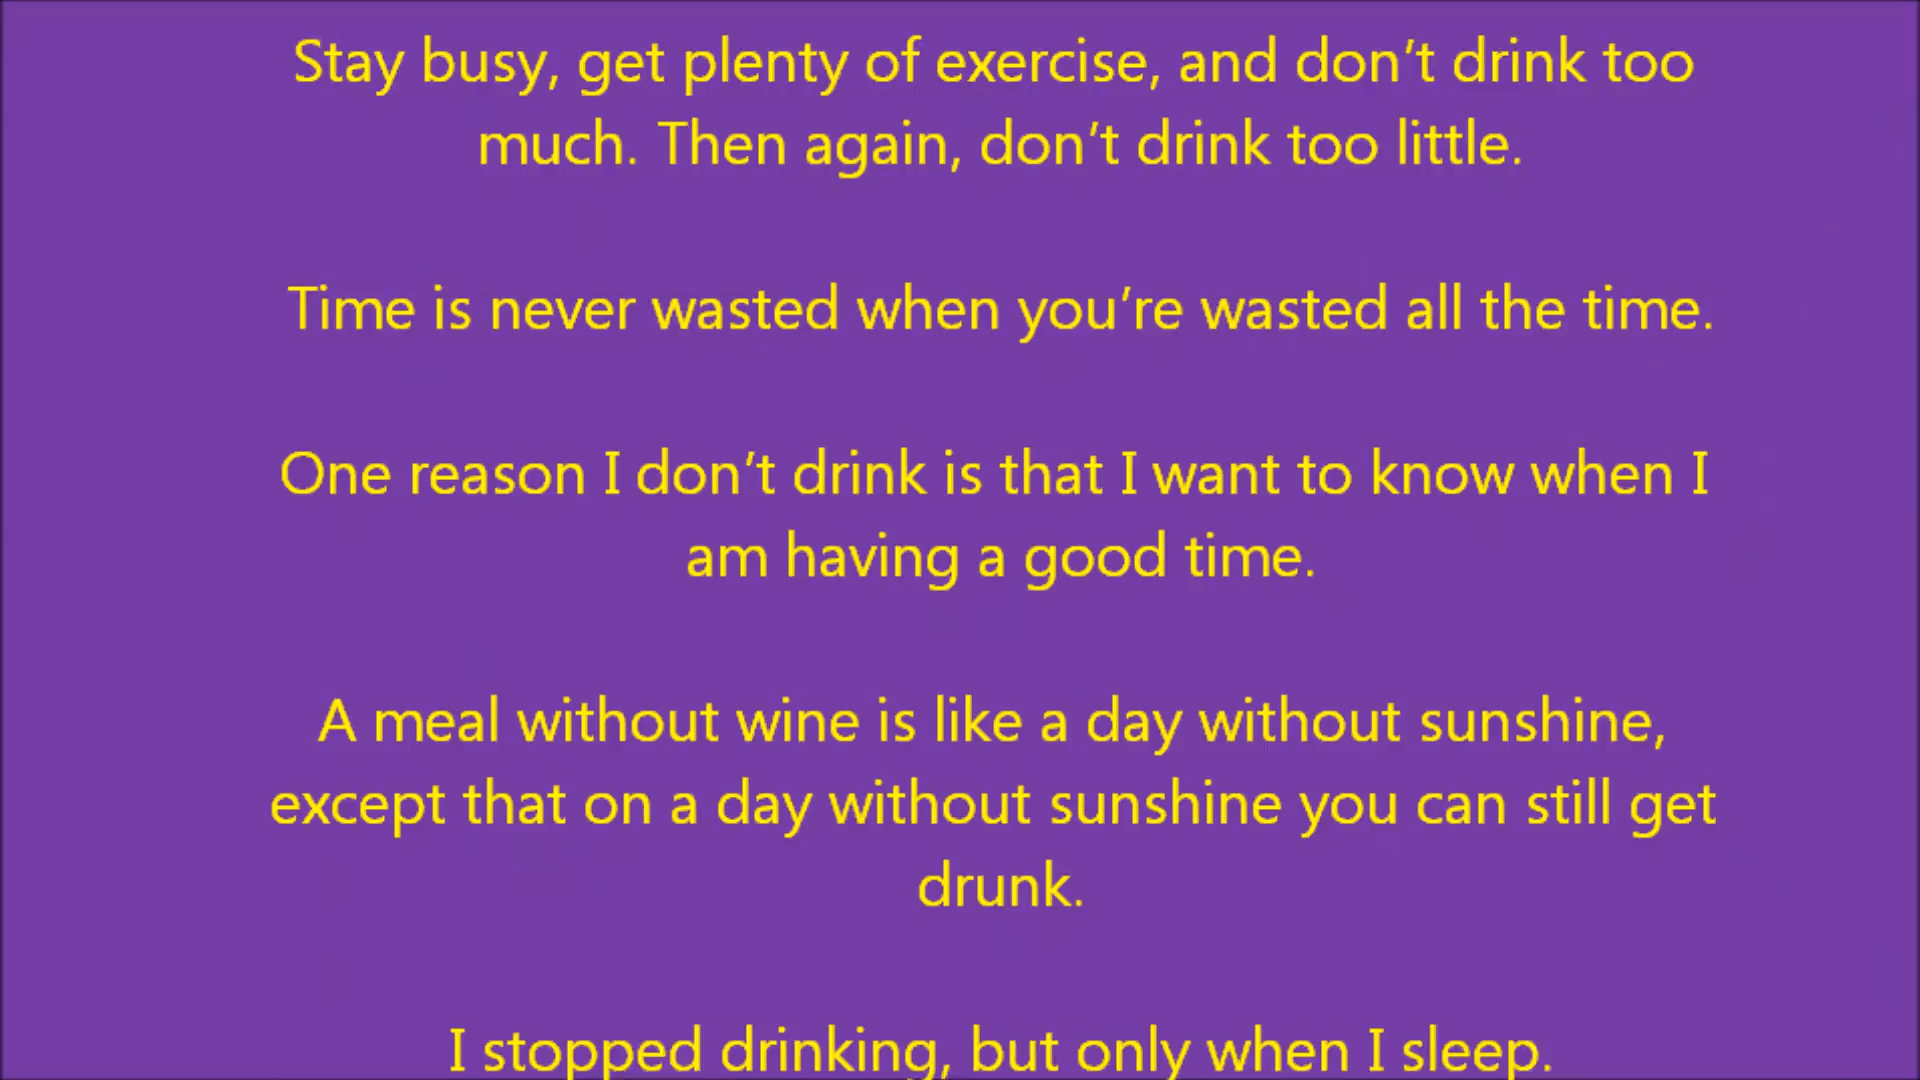 Stay busy, get plenty of exercise, and don’t drink too
much. Then again, don’t drink too little.
Time is never wasted when you’re wasted all the time.
One reason I don’t drink is that I want to know when I
am having a good time.
A meal without wine is like a day without sunshine,
except that on a day without sunshine you can still get
drunk.
I stopped drinking, but only when I sleep.